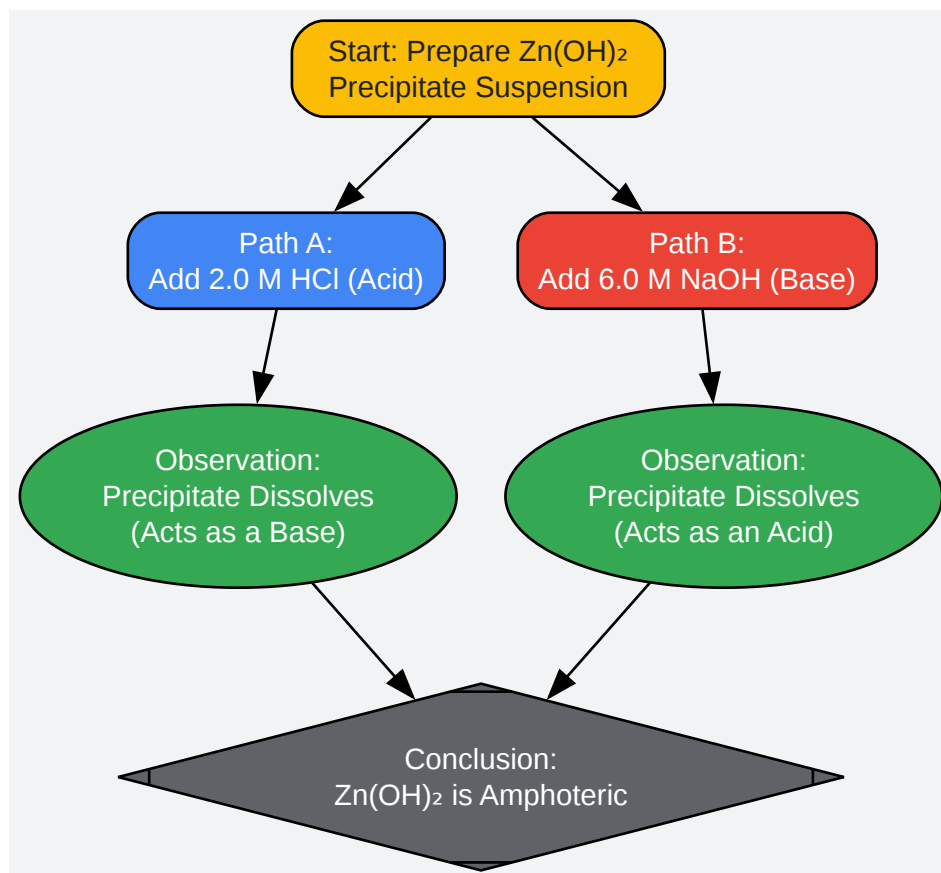 Start: Prepare Zn(OH)₂
Precipitate Suspension
Path A:
Add 2.0 M HCl (Acid)
Path B:
Add 6.0 M NaOH (Base)
Observation:
Precipitate Dissolves
(Acts as a Base)
Observation:
Precipitate Dissolves
(Acts as an Acid)
Conclusion:
Zn(OH)₂ is Amphoteric